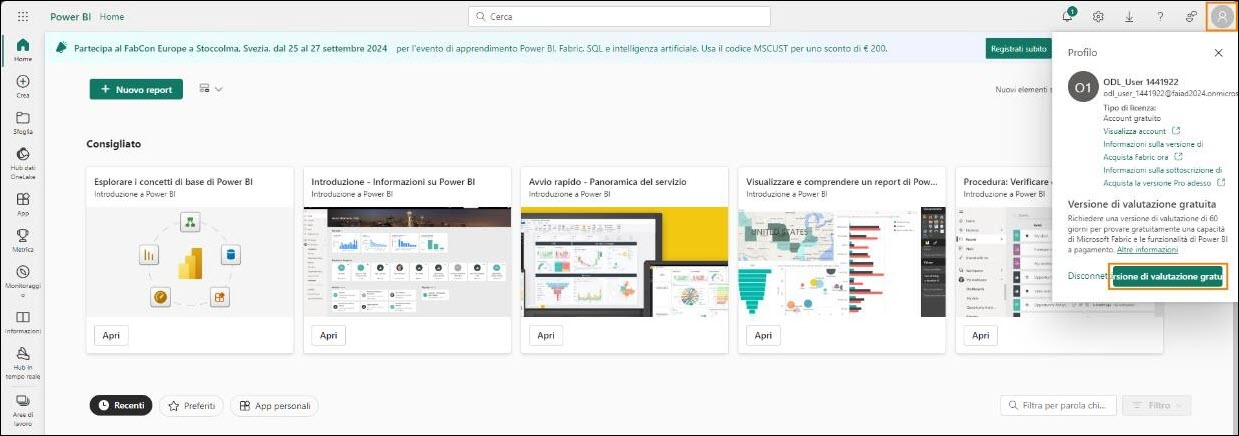 Power BI Home
Cerca
1
Partecipa al FabCon Europe a Stoccolma, Svezia. dal 25 al 27 settembre 2024 per l'evento di apprendimento Power BI, Fabric, SQL e intelligenza artificiale. Usa il codice MSCUST per uno sconto di € 200.
Registrati subito
Home
Crea
Sfoglia
Hub dati
OneLake
App
Metrica
Monitoraggi
o
Informazioni
Hub in
tempo reale
Aree di
lavoro
+ Nuovo report
Nuovi elementi s
Consigliato
Esplorare i concetti di base di Power BI
Introduzione a Power BI
Apri
Introduzione - Informazioni su Power BI
Introduzione a Power BI
Apri
Avvio rapido - Panoramica del servizio
Introduzione a Power BI
Apri
Visualizzare e comprendere un report di Pow...
Introduzione a Power BI
UNITED STATES
Apri
Procedura: Verificare
Introduzione a Power BI
Apri
Recenti
Preferiti
App personali
Filtra per parola chi...
Filtro
Profilo
O1
ODL_User 1441922
odl_user_1441922@faiad2024.onmicros
Tipo di licenza:
Account gratuito
Visualizza account
Informazioni sulla versione di
Acquista Fabric ora
Informazioni sulla sottoscrizione di
Acquista la versione Pro adesso
Versione di valutazione gratuita
Richiedere una versione di valutazione di 60
giorni per provare gratuitamente una capacità
di Microsoft Fabric e le funzionalità di Power BI
a pagamento. Altre informazioni
Disconnet
ersione di valutazione gratu